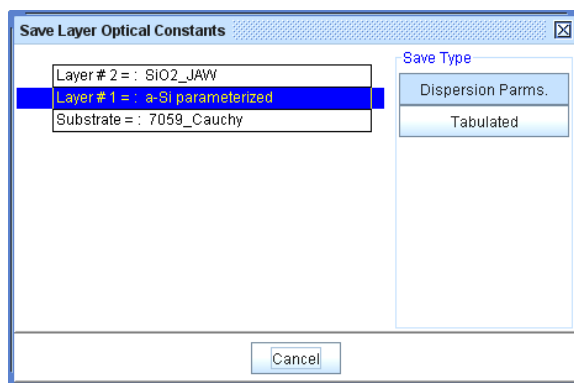 Save Layer Optical Constants
Save Type
Layer # 2 = : SiO2_JAW
Layer # 1 = : a-Si parameterized
Substrate = : 7059_Cauchy
Dispersion Parms.
Tabulated
Cancel